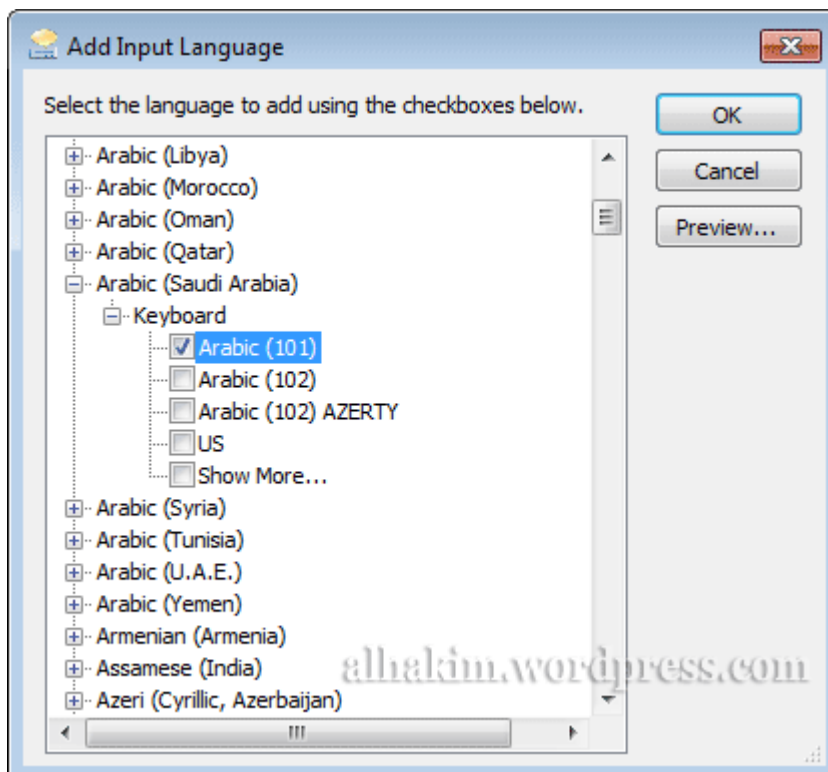 Add Input Language
Select the language to add using the checkboxes below.
OK
Cancel
Preview...
Arabic (Libya)
Arabic (Morocco)
Arabic (Oman)
Arabic (Qatar)
Arabic (Saudi Arabia)
Keyboard
Arabic (101)
Arabic (102)
Arabic (102) AZERTY
US
Show More...
Arabic (Syria)
Arabic (Tunisia)
Arabic (U.A.E.)
Arabic (Yemen)
Armenian (Armenia)
Assamese (India)
Azeri (Cyrillic, Azerbaijan)
alhakim.wordpress.com